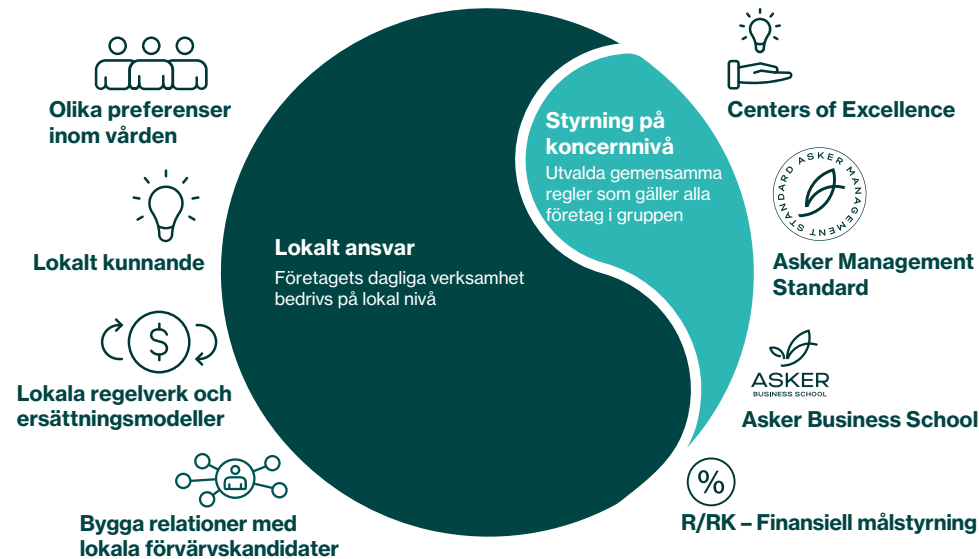 Olika preferenser
inom vården
Lokalt kunnande
$
Lokala regelverk och
ersättningsmodeller
Bygga relationer med
lokala förvärvskandidater
Lokalt ansvar
Företagets dagliga verksamhet
bedrivs på lokal nivå
Styrning på
koncernnivå
Utvalda gemensamma
regler som gäller alla
företag i gruppen
Centers of Excellence
ASKER MANAGEMENT STANDARD
Asker Management
Standard
ASKER
BUSINESS SCHOOL
Asker Business School
%
R/RK – Finansiell målstyrning